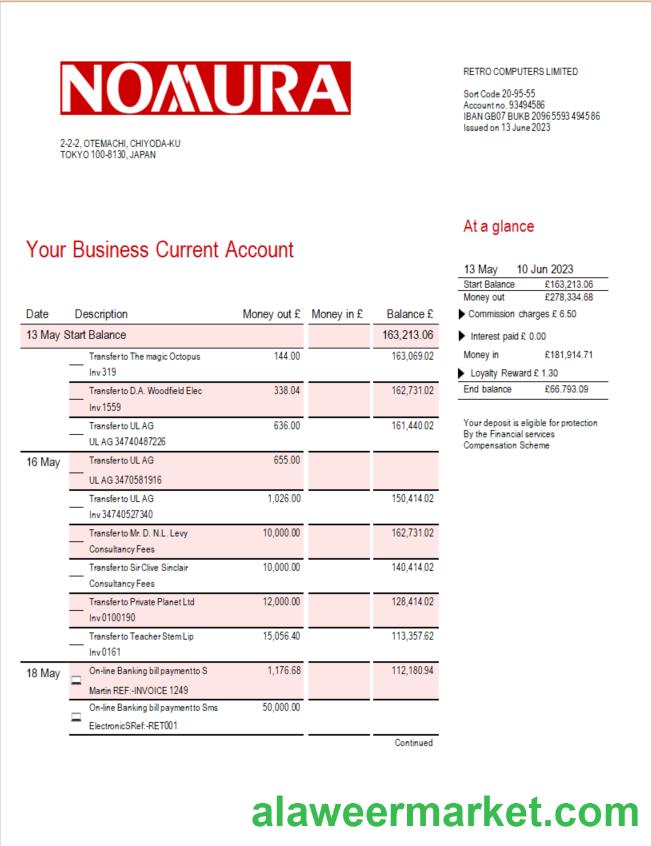 NOMURA
2-2-2, OTEMACHI, CHIYODA-KU
TOKYO 100-8130, JAPAN
RETRO COMPUTERS LIMITED
Sort Code 20-95-55
Account no. 93494586
IBAN GB07 BUKB 2096 5593 4945 86
Issued on 13 June 2023
At a glance
13 May 10 Jun 2023
Start Balance £163,213.06
Money out £278,334.68
Commission charges £ 6.50
Interest paid £ 0.00
Money in £181,914.71
Loyalty Reward £ 1.30
End balance £66.793.09
Your deposit is eligible for protection
By the Financial services
Compensation Scheme
Your Business Current Account
Date Description Money out £ Money in £ Balance £
13 May Start Balance 163,213.06
Transfer to The magic Octopus 144.00 163,069.02
Inv 319
Transfer to D.A. Woodfield Elec 338.04 162,731.02
Inv 1559
Transfer to UL AG 636.00 161,440.02
UL AG 34740487226
16 May Transfer to UL AG 655.00
UL AG 3470581916
Transfer to UL AG 1,026.00 150,414.02
Inv 34740527340
Transfer to Mr. D. N.L. Levy 10,000.00 162,731.02
Consultancy Fees
Transfer to Sir Clive Sinclair 10,000.00 140,414.02
Consultancy Fees
Transfer to Private Planet Ltd 12,000.00 128,414.02
Inv 0100190
Transfer to Teacher Stem Lip 15,056.40 113,357.62
Inv 0161
18 May On-line Banking bill payment to S 1,176.68 112,180.94
Martin REF:-INVOICE 1249
On-line Banking bill payment to Sms 50,000.00
ElectronicSRef:-RET001
Continued
alaweermarket.com